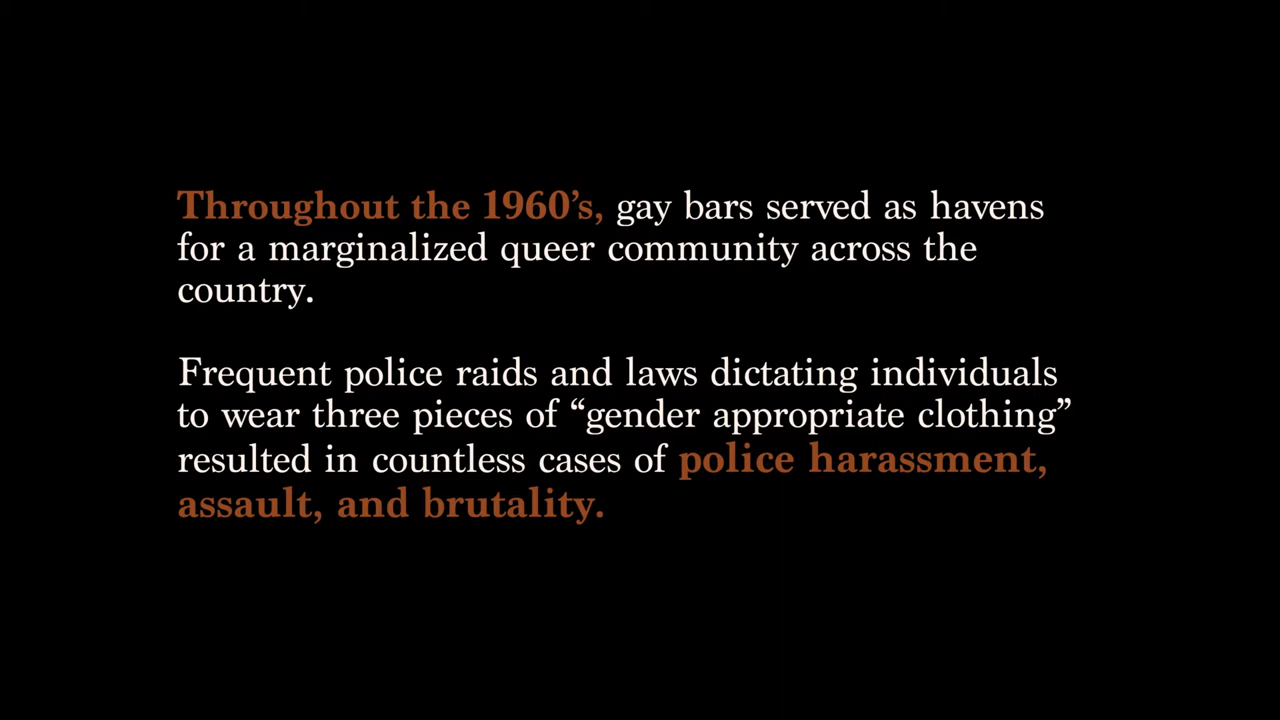 Throughout the 1960’s, gay bars served as havens
for a marginalized queer community across the
country.
Frequent police raids and laws dictating individuals
to wear three pieces of “gender appropriate clothing”
resulted in countless cases of police harassment,
assault, and brutality.